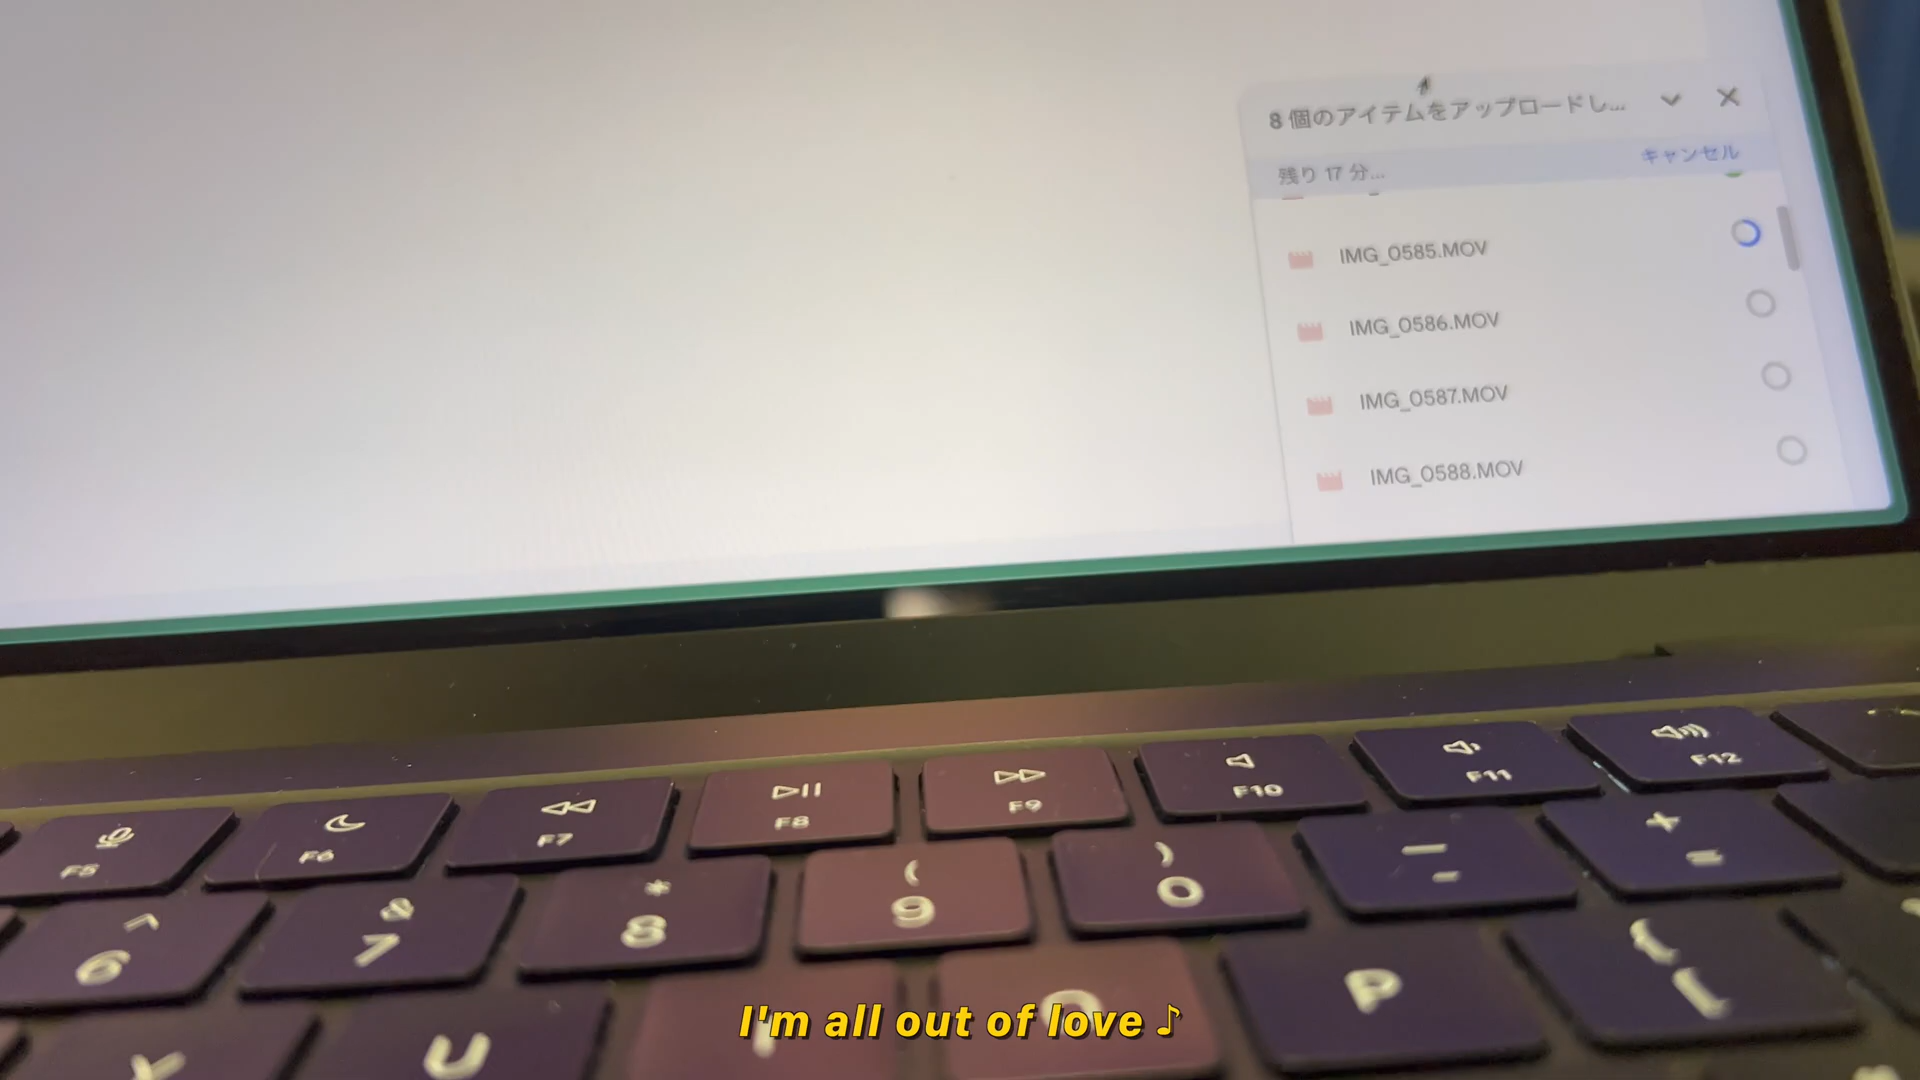 8 個のアイテムをアップロードし...
残り 17 分... キャンセル
IMG_0585.MOV
IMG_0586.MOV
IMG_0587.MOV
IMG_0588.MOV
F5 F6 F7 F8 F9 F10 F11 F12
^ & * ( ) — +
6 7 8 9 0 - =
Y U I O P { [
I'm all out of love ♪